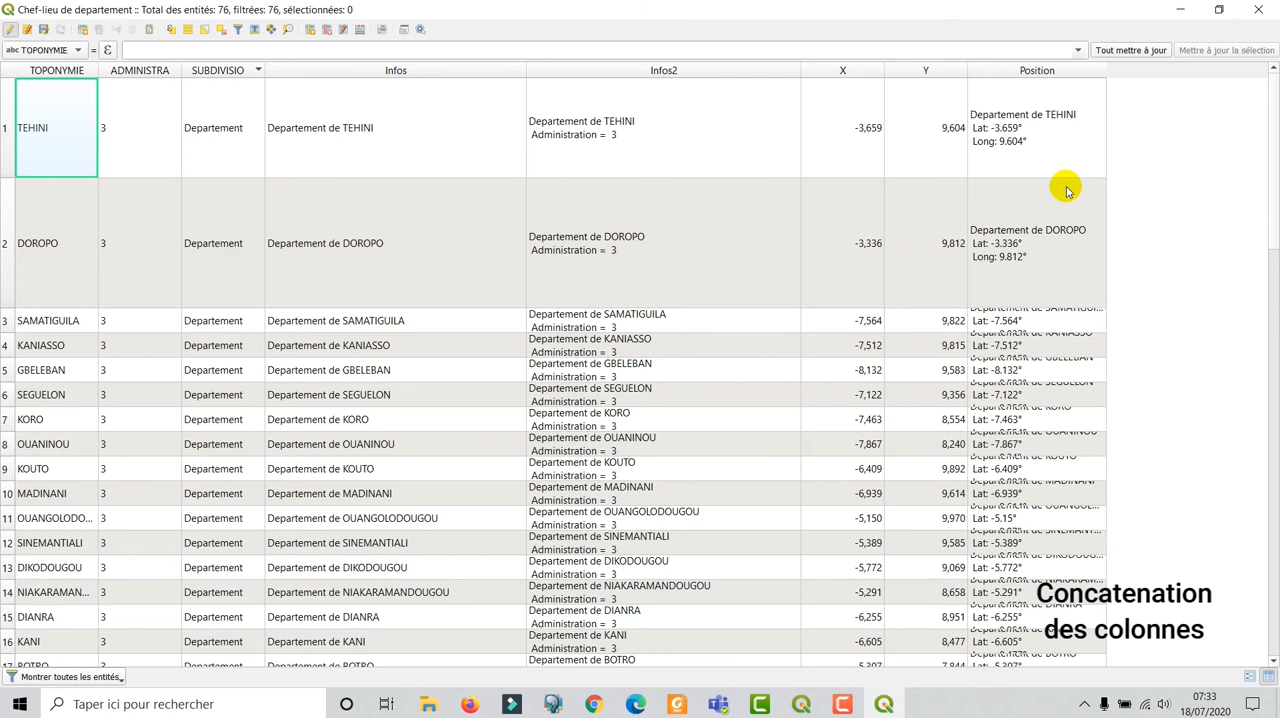 Chef-lieu de departement :: Total des entités: 76, filtrées: 76, sélectionnées: 0
abc TOPONYMIE = ε Tout mettre à jour Mettre à jour la sélection
TOPONYMIE ADMINISTRA SUBDIVISIO Infos Infos2 X Y Position
1 TEHINI 3 Departement Departement de TEHINI Departement de TEHINI -3,659 9,604 Departement de TEHINI
Administration = 3 Lat: -3.659°
Long: 9.604°
2 DOROPO 3 Departement Departement de DOROPO Departement de DOROPO -3,336 9,812 Departement de DOROPO
Administration = 3 Lat: -3.336°
Long: 9.812°
3 SAMATIGUILA 3 Departement Departement de SAMATIGUILA Departement de SAMATIGUILA -7,564 9,822 Lat: -7.564°
Administration = 3
4 KANIASSO 3 Departement Departement de KANIASSO Departement de KANIASSO -7,512 9,815 Lat: -7.512°
Administration = 3
5 GBELEBAN 3 Departement Departement de GBELEBAN Departement de GBELEBAN -8,132 9,583 Lat: -8.132°
Administration = 3
6 SEGUELON 3 Departement Departement de SEGUELON Departement de SEGUELON -7,122 9,356 Lat: -7.122°
Administration = 3
7 KORO 3 Departement Departement de KORO Departement de KORO -7,463 8,554 Lat: -7.463°
Administration = 3
8 OUANINOU 3 Departement Departement de OUANINOU Departement de OUANINOU -7,867 8,240 Lat: -7.867°
Administration = 3
9 KOUTO 3 Departement Departement de KOUTO Departement de KOUTO -6,409 9,892 Lat: -6.409°
Administration = 3
10 MADINANI 3 Departement Departement de MADINANI Departement de MADINANI -6,939 9,614 Lat: -6.939°
Administration = 3
11 OUANGOLODO... 3 Departement Departement de OUANGOLODOUGOU Departement de OUANGOLODOUGOU -5,150 9,970 Lat: -5.15°
Administration = 3
12 SINEMANTIALI 3 Departement Departement de SINEMANTIALI Departement de SINEMANTIALI -5,389 9,585 Lat: -5.389°
Administration = 3
13 DIKODOUGOU 3 Departement Departement de DIKODOUGOU Departement de DIKODOUGOU -5,772 9,069 Lat: -5.772°
Administration = 3
14 NIAKARAMAN... 3 Departement Departement de NIAKARAMANDOUGOU Departement de NIAKARAMANDOUGOU -5,291 8,658 Lat: -5.291°
Administration = 3
15 DIANRA 3 Departement Departement de DIANRA Departement de DIANRA -6,255 8,951 Lat: -6.255°
Administration = 3
16 KANI 3 Departement Departement de KANI Departement de KANI -6,605 8,477 Lat: -6.605°
Administration = 3
17 BOTRO 3 Departement Departement de BOTRO Departement de BOTRO -5,307 7,844 Lat: -5.307°
Concatenation
des colonnes
Montrer toutes les entités
Taper ici pour rechercher
07:33
18/07/2020